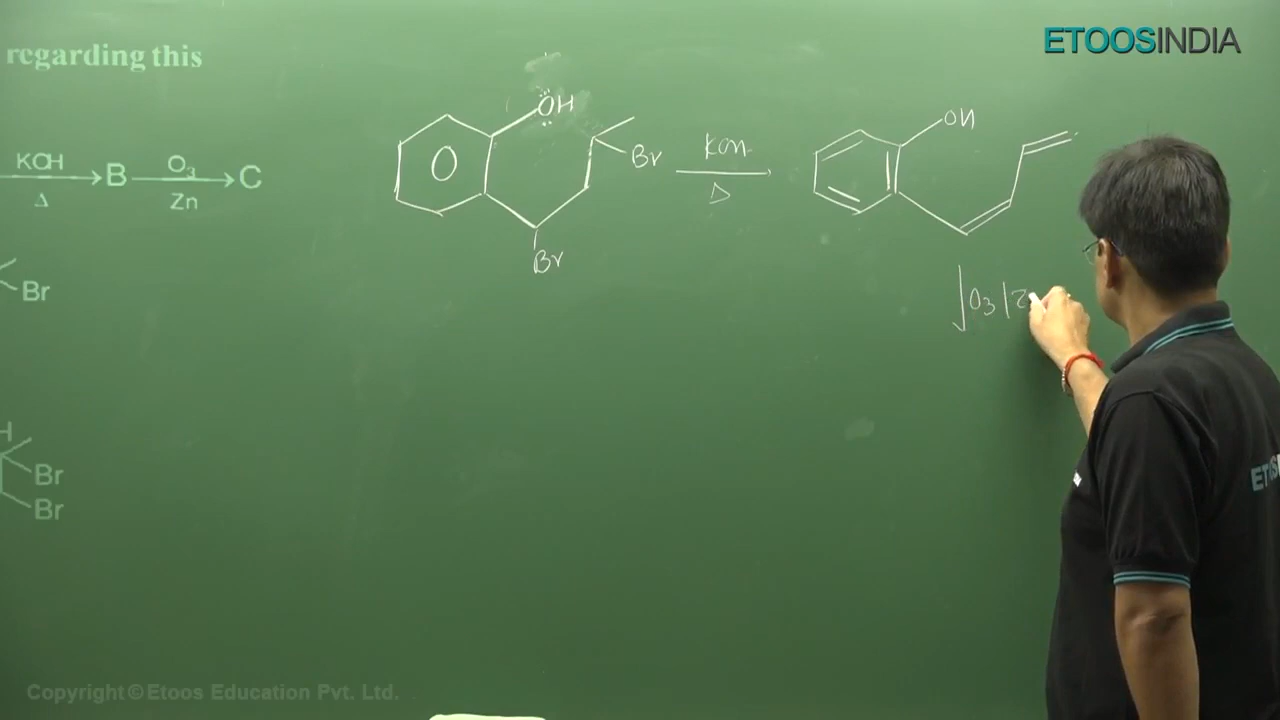 ETOOSINDIA
regarding this
KOH
Δ
B
O3
Zn
C
Br
H
Br
Br
OH
Br
Br
KOH
Δ
OH
O3 | Z
Copyright © Etoos Education Pvt. Ltd.